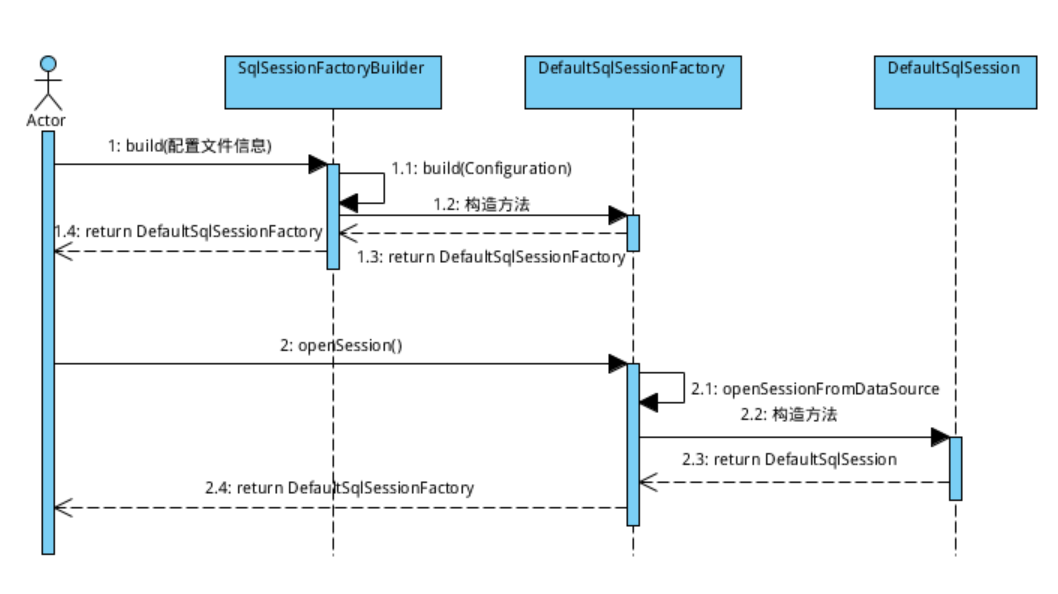 SqlSessionFactoryBuilder
DefaultSqlSessionFactory
DefaultSqlSession
Actor
1: build(配置文件信息)
1.1: build(Configuration)
1.2: 构造方法
1.4: return DefaultSqlSessionFactory
1.3: return DefaultSqlSessionFactory
2: openSession()
2.1: openSessionFromDataSource
2.2: 构造方法
2.3: return DefaultSqlSession
2.4: return DefaultSqlSessionFactory